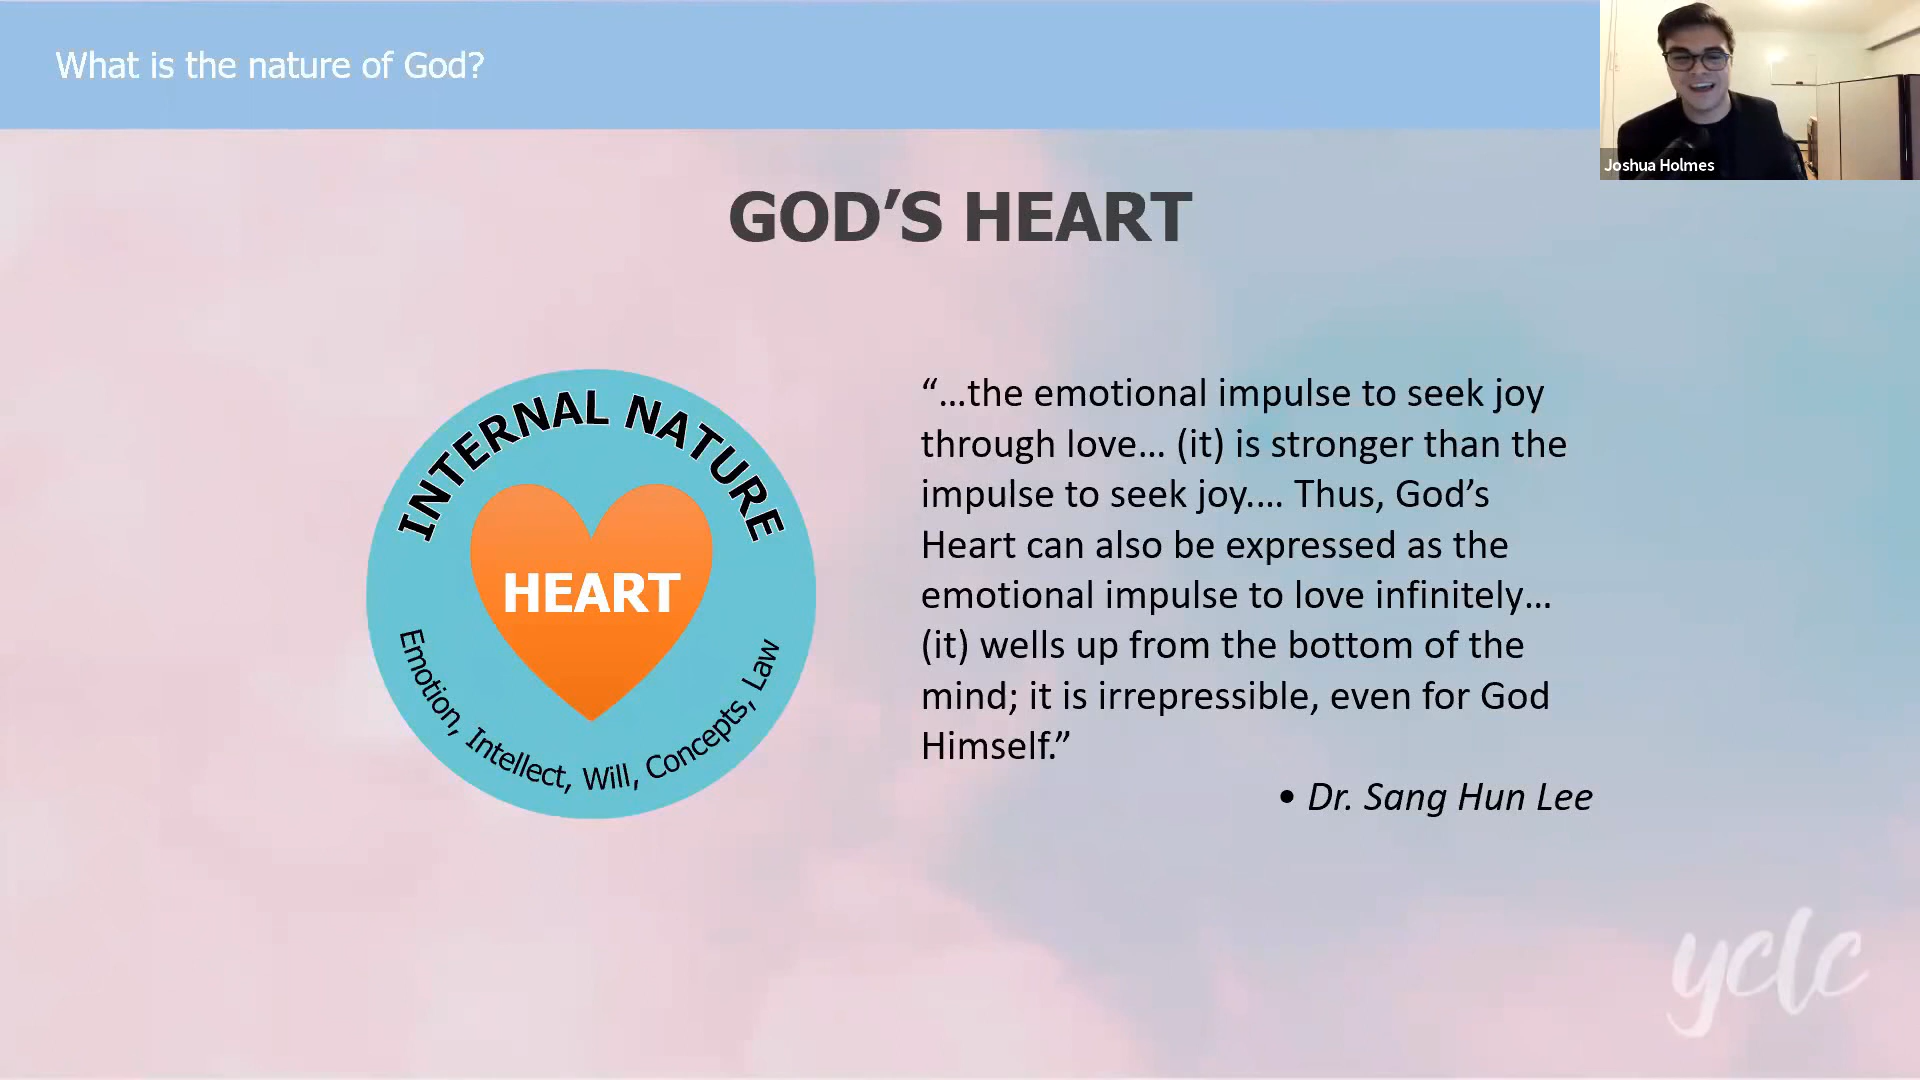 What is the nature of God?
Joshua Holmes
GOD’S HEART
INTERNAL NATURE
HEART
Emotion, Intellect, Will, Concepts, Law
“...the emotional impulse to seek joy
through love... (it) is stronger than the
impulse to seek joy.... Thus, God’s
Heart can also be expressed as the
emotional impulse to love infinitely...
(it) wells up from the bottom of the
mind; it is irrepressible, even for God
Himself.”
• Dr. Sang Hun Lee
yclc